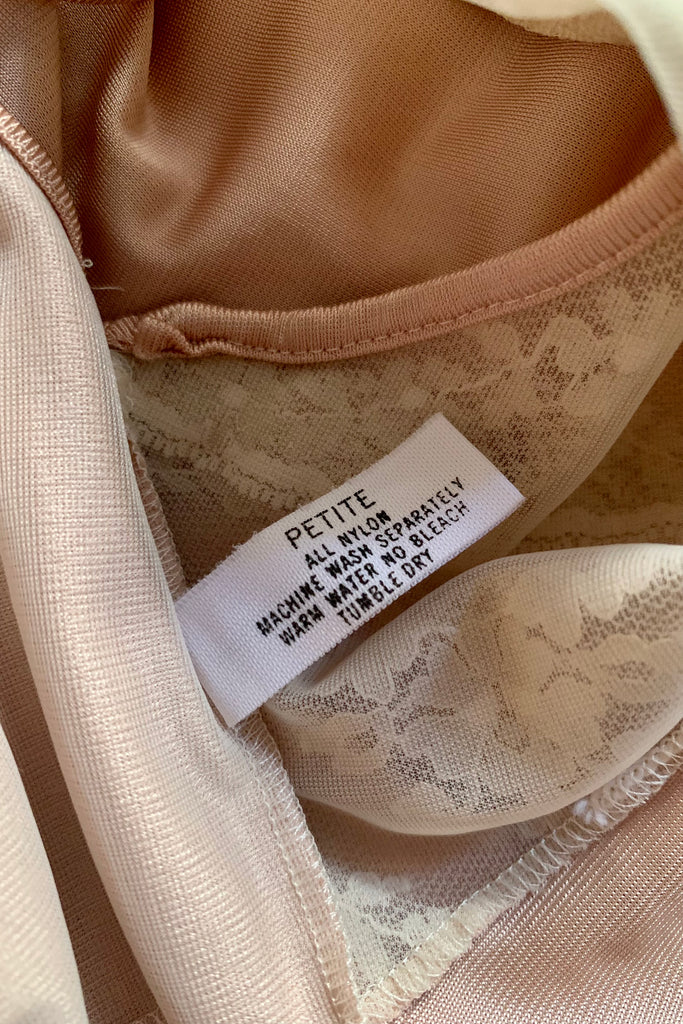 PETITE
ALL NYLON
MACHINE WASH SEPARATELY
WARM WATER NO BLEACH
TUMBLE DRY